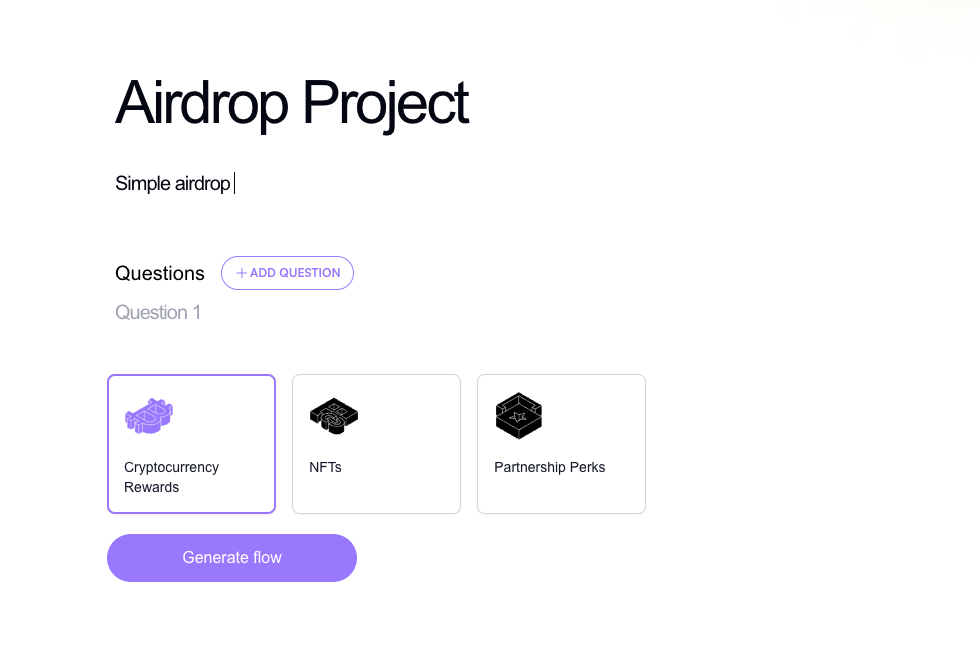 Airdrop Project
Simple airdrop
Questions
+ ADD QUESTION
Question 1
Cryptocurrency
Rewards
NFTs
Partnership Perks
Generate flow